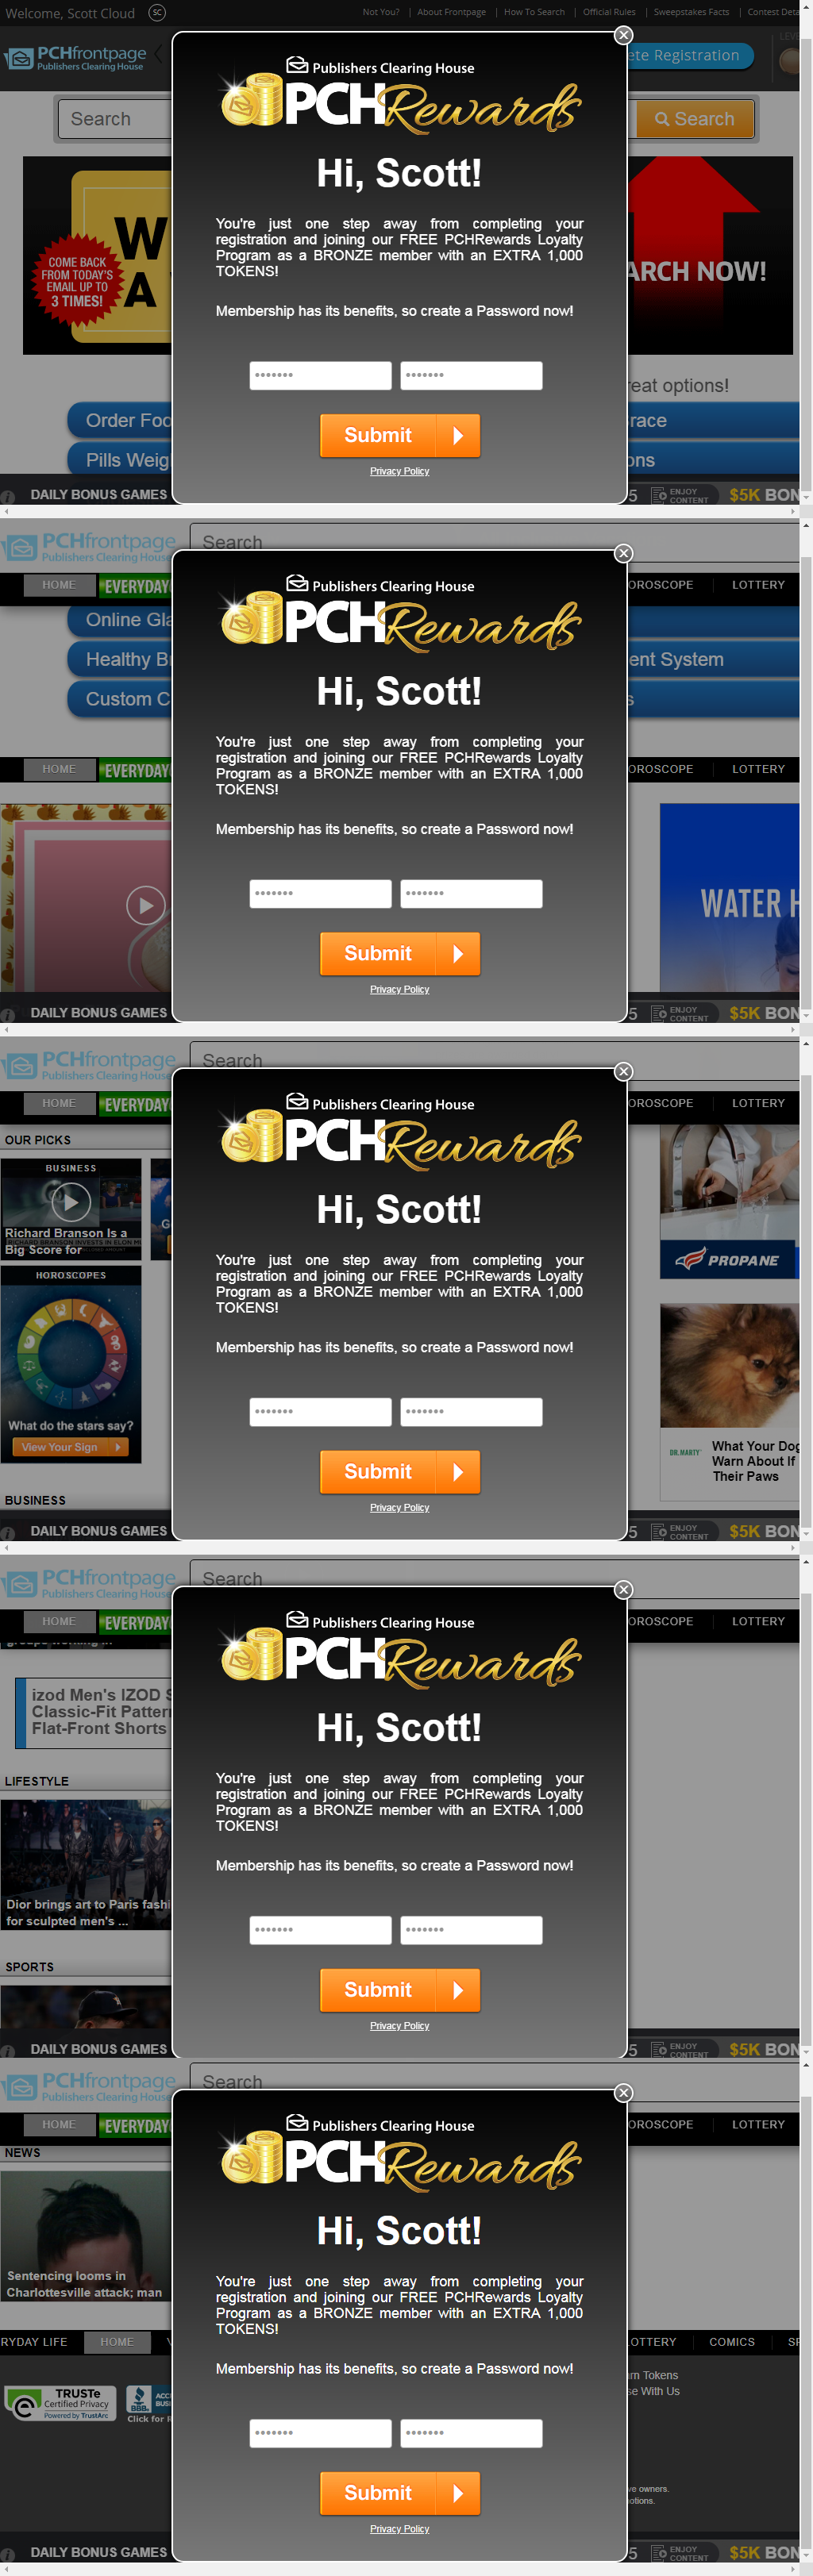 Welcome, Scott Cloud SC Not You? | About Frontpage | How To Search | Official Rules | Sweepstakes Facts | Contest Deta
PCHfrontpage
Publishers Clearing House
ete Registration
LEVE
Search
Search
Publishers Clearing House
PCHRewards
Hi, Scott!
You're just one step away from completing your
registration and joining our FREE PCHRewards Loyalty
Program as a BRONZE member with an EXTRA 1,000
TOKENS!
Membership has its benefits, so create a Password now!
Submit
Privacy Policy
W
A
COME BACK
FROM TODAY'S
EMAIL UP TO
3 TIMES!
ARCH NOW!
reat options!
Order Foo
race
Pills Weigh
ons
DAILY BONUS GAMES
5 ENJOY
CONTENT
$5K BON
PCHfrontpage
Publishers Clearing House
Search
HOME EVERYDAY OROSCOPE LOTTERY
Publishers Clearing House
PCHRewards
Hi, Scott!
You're just one step away from completing your
registration and joining our FREE PCHRewards Loyalty
Program as a BRONZE member with an EXTRA 1,000
TOKENS!
Membership has its benefits, so create a Password now!
Submit
Privacy Policy
Online Gla
Healthy Br
ent System
Custom C
s
HOME EVERYDAY OROSCOPE LOTTERY
WATER H
DAILY BONUS GAMES
5 ENJOY
CONTENT
$5K BON
PCHfrontpage
Publishers Clearing House
Search
HOME EVERYDAY OROSCOPE LOTTERY
Publishers Clearing House
PCHRewards
Hi, Scott!
You're just one step away from completing your
registration and joining our FREE PCHRewards Loyalty
Program as a BRONZE member with an EXTRA 1,000
TOKENS!
Membership has its benefits, so create a Password now!
Submit
Privacy Policy
OUR PICKS
BUSINESS
Richard Branson Is a
Big Score for
HOROSCOPES
What do the stars say?
View Your Sign
PROPANE
DR. MARTY
What Your Dog
Warn About If
Their Paws
BUSINESS
DAILY BONUS GAMES
5 ENJOY
CONTENT
$5K BON
PCHfrontpage
Publishers Clearing House
Search
HOME EVERYDAY OROSCOPE LOTTERY
groups working in
Publishers Clearing House
PCHRewards
Hi, Scott!
You're just one step away from completing your
registration and joining our FREE PCHRewards Loyalty
Program as a BRONZE member with an EXTRA 1,000
TOKENS!
Membership has its benefits, so create a Password now!
Submit
Privacy Policy
izod Men's IZOD S
Classic-Fit Pattern
Flat-Front Shorts
LIFESTYLE
Dior brings art to Paris fashi
for sculpted men's ...
SPORTS
DAILY BONUS GAMES
5 ENJOY
CONTENT
$5K BON
PCHfrontpage
Publishers Clearing House
Search
HOME EVERYDAY OROSCOPE LOTTERY
NEWS
Publishers Clearing House
PCHRewards
Hi, Scott!
You're just one step away from completing your
registration and joining our FREE PCHRewards Loyalty
Program as a BRONZE member with an EXTRA 1,000
TOKENS!
Membership has its benefits, so create a Password now!
Submit
Privacy Policy
Sentencing looms in
Charlottesville attack; man
RYDAY LIFE HOME LOTTERY COMICS SP
TRUSTe
Certified Privacy
Powered by TrustArc
BBB
ACC
BUSI
Click for R
um Tokens
se With Us
ve owners.
otions.
DAILY BONUS GAMES
5 ENJOY
CONTENT
$5K BON